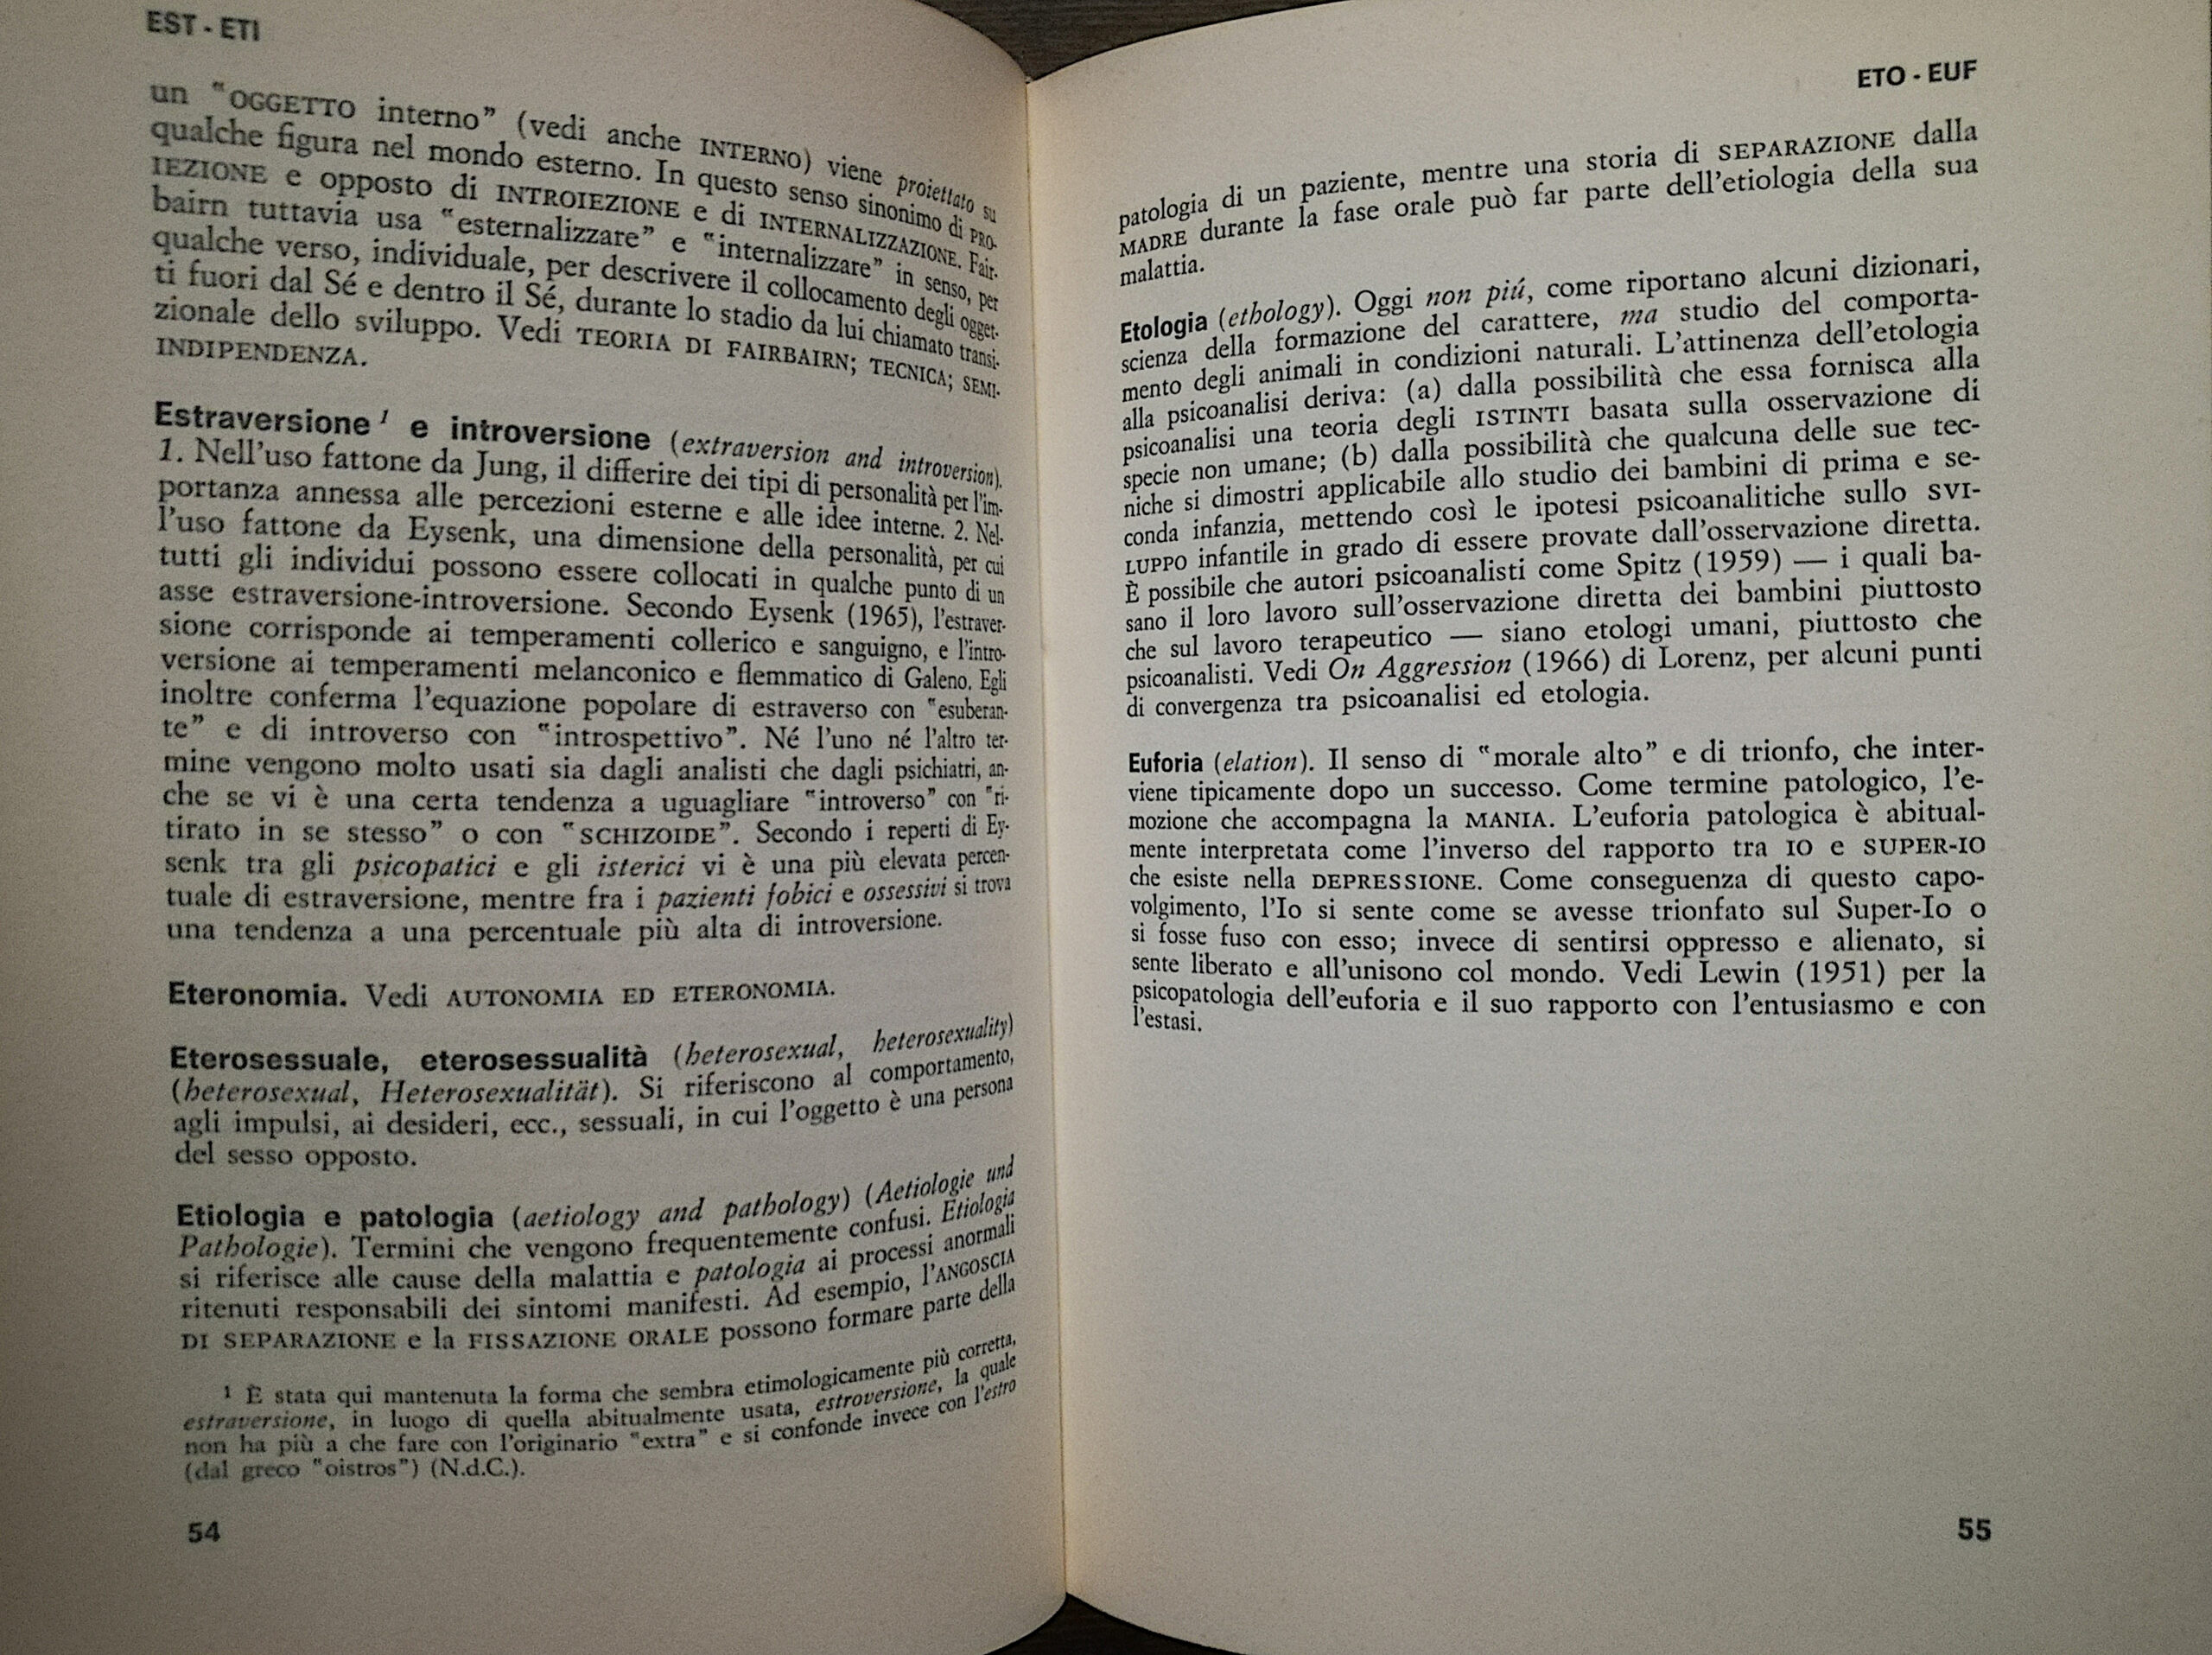 EST - ETI
un "OGGETTO interno" (vedi anche INTERNO) viene proiettato su
qualche figura nel mondo esterno. In questo senso sinonimo di PRO-
IEZIONE e opposto di INTROIEZIONE e di INTERNALIZZAZIONE. Fair-
bairn tuttavia usa "esternalizzare" e "internalizzare" in senso, per
qualche verso, individuale, per descrivere il collocamento degli ogget-
ti fuori dal Sé e dentro il Sé, durante lo stadio da lui chiamato transi-
zionale dello sviluppo. Vedi TEORIA DI FAIRBAIRN; TECNICA; SEMI-
INDIPENDENZA.
Estraversione¹ e introversione (extraversion and introversion).
1. Nell'uso fattone da Jung, il differire dei tipi di personalità per l'im-
portanza annessa alle percezioni esterne e alle idee interne. 2. Nel-
l'uso fattone da Eysenk, una dimensione della personalità, per cui
tutti gli individui possono essere collocati in qualche punto di un
asse estraversione-introversione. Secondo Eysenk (1965), l'estraver-
sione corrisponde ai temperamenti collerico e sanguigno, e l'intro-
versione ai temperamenti melanconico e flemmatico di Galeno. Egli
inoltre conferma l'equazione popolare di estraverso con "esuberan-
te" e di introverso con "introspettivo". Né l'uno né l'altro ter-
mine vengono molto usati sia dagli analisti che dagli psichiatri, an-
che se vi è una certa tendenza a uguagliare "introverso" con "ri-
tirato in se stesso" o con "SCHIZOIDE". Secondo i reperti di Ey-
senk tra gli psicopatici e gli isterici vi è una più elevata percen-
tuale di estraversione, mentre fra i pazienti fobici e ossessivi si trova
una tendenza a una percentuale più alta di introversione.
Eteronomia. Vedi AUTONOMIA ED ETERONOMIA.
Eterosessuale, eterosessualità (heterosexual, heterosexuality)
(heterosexual, Heterosexualität). Si riferiscono al comportamento,
agli impulsi, ai desideri, ecc., sessuali, in cui l'oggetto è una persona
del sesso opposto.
Etiologia e patologia (aetiology and pathology) (Aetiologie und
Pathologie). Termini che vengono frequentemente confusi. Etiologia
si riferisce alle cause della malattia e patologia ai processi anormali
ritenuti responsabili dei sintomi manifesti. Ad esempio, l'ANGOSCIA
DI SEPARAZIONE e la FISSAZIONE ORALE possono formare parte della
¹ È stata qui mantenuta la forma che sembra etimologicamente più corretta,
estraversione, in luogo di quella abitualmente usata, estroversione, la quale
non ha più a che fare con l'originario "extra" e si confonde invece con l'estro
(dal greco "oistros") (N.d.C.).
54
ETO - EUF
patologia di un paziente, mentre una storia di SEPARAZIONE dalla
MADRE durante la fase orale può far parte dell'etiologia della sua
malattia.
Etologia (ethology). Oggi non piú, come riportano alcuni dizionari,
scienza della formazione del carattere, ma studio del comporta-
mento degli animali in condizioni naturali. L'attinenza dell'etologia
alla psicoanalisi deriva: (a) dalla possibilità che essa fornisca alla
psicoanalisi una teoria degli ISTINTI basata sulla osservazione di
specie non umane; (b) dalla possibilità che qualcuna delle sue tec-
niche si dimostri applicabile allo studio dei bambini di prima e se-
conda infanzia, mettendo così le ipotesi psicoanalitiche sullo SVI-
LUPPO infantile in grado di essere provate dall'osservazione diretta.
È possibile che autori psicoanalisti come Spitz (1959) — i quali ba-
sano il loro lavoro sull'osservazione diretta dei bambini piuttosto
che sul lavoro terapeutico — siano etologi umani, piuttosto che
psicoanalisti. Vedi On Aggression (1966) di Lorenz, per alcuni punti
di convergenza tra psicoanalisi ed etologia.
Euforia (elation). Il senso di "morale alto" e di trionfo, che inter-
viene tipicamente dopo un successo. Come termine patologico, l'e-
mozione che accompagna la MANIA. L'euforia patologica è abitual-
mente interpretata come l'inverso del rapporto tra IO e SUPER-IO
che esiste nella DEPRESSIONE. Come conseguenza di questo capo-
volgimento, l'Io si sente come se avesse trionfato sul Super-Io o
si fosse fuso con esso; invece di sentirsi oppresso e alienato, si
sente liberato e all'unisono col mondo. Vedi Lewin (1951) per la
psicopatologia dell'euforia e il suo rapporto con l'entusiasmo e con
l'estasi.
55